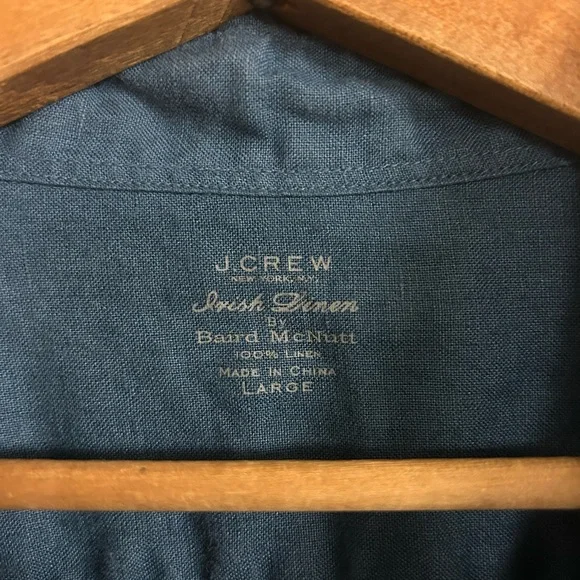 J.CREW
NEW YORK, N.Y.
Irish Linen
By
Baird McNutt
100% Linen
Made in China
Large